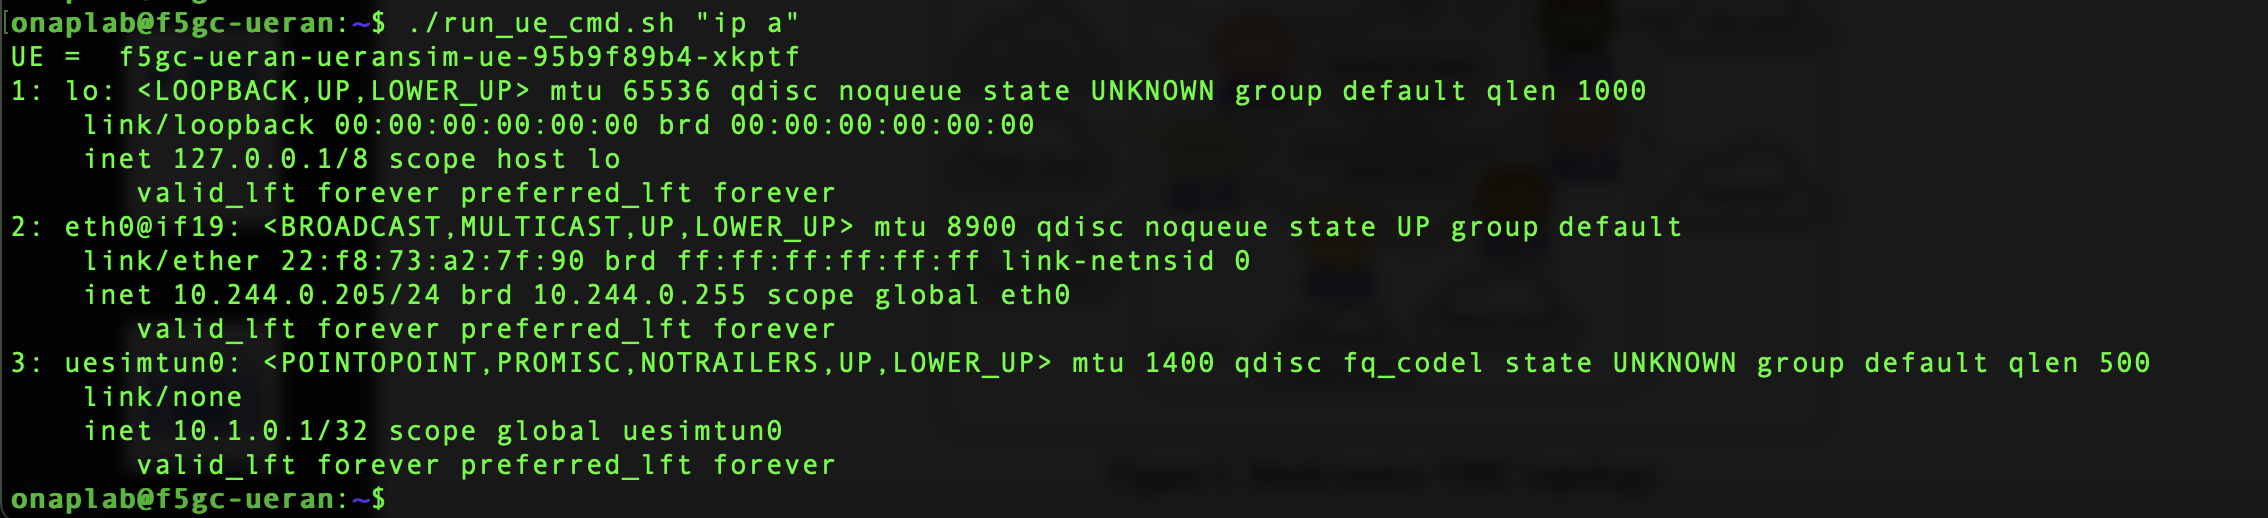 onaplab@f5gc-ueran:~$ ./run_ue_cmd.sh "ip a"
UE =  f5gc-ueran-ueransim-ue-95b9f89b4-xkptf
1: lo: <LOOPBACK,UP,LOWER_UP> mtu 65536 qdisc noqueue state UNKNOWN group default qlen 1000
    link/loopback 00:00:00:00:00:00 brd 00:00:00:00:00:00
    inet 127.0.0.1/8 scope host lo
       valid_lft forever preferred_lft forever
2: eth0@if19: <BROADCAST,MULTICAST,UP,LOWER_UP> mtu 8900 qdisc noqueue state UP group default
    link/ether 22:f8:73:a2:7f:90 brd ff:ff:ff:ff:ff:ff link-netnsid 0
    inet 10.244.0.205/24 brd 10.244.0.255 scope global eth0
       valid_lft forever preferred_lft forever
3: uesimtun0: <POINTOPOINT,PROMISC,NOTRAILERS,UP,LOWER_UP> mtu 1400 qdisc fq_codel state UNKNOWN group default qlen 500
    link/none
    inet 10.1.0.1/32 scope global uesimtun0
       valid_lft forever preferred_lft forever
onaplab@f5gc-ueran:~$